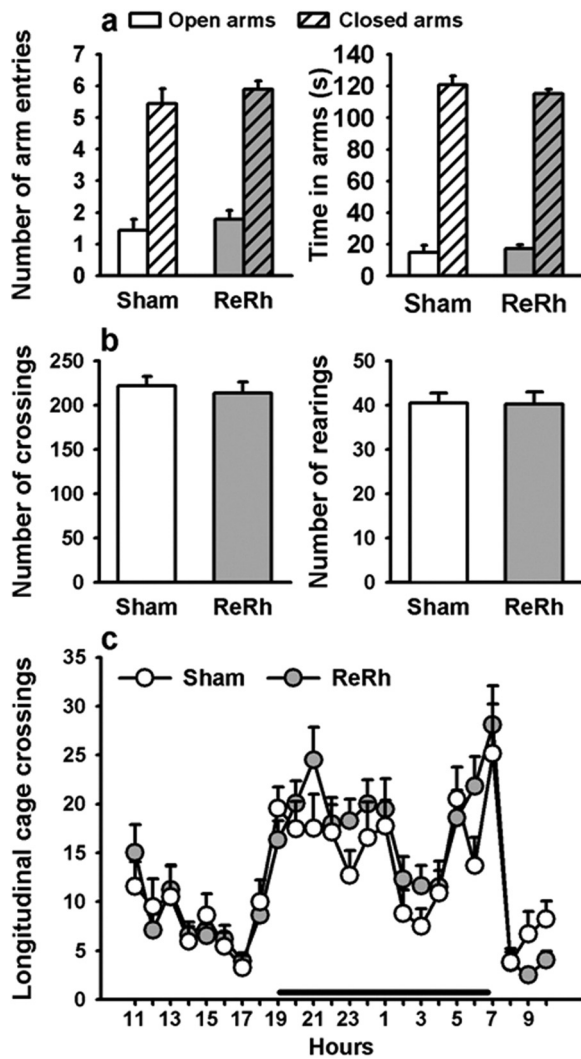 a
Open arms Closed arms
Number of arm entries
7
6
5
4
3
2
1
0
Sham ReRh
Time in arms (s)
140
120
100
80
60
40
20
0
Sham ReRh
b
Number of crossings
250
200
150
100
50
0
Sham ReRh
Number of rearings
50
40
30
20
10
0
Sham ReRh
c
Sham ReRh
Longitudinal cage crossings
35
30
25
20
15
10
5
0
11 13 15 17 19 21 23 1 3 5 7 9
Hours